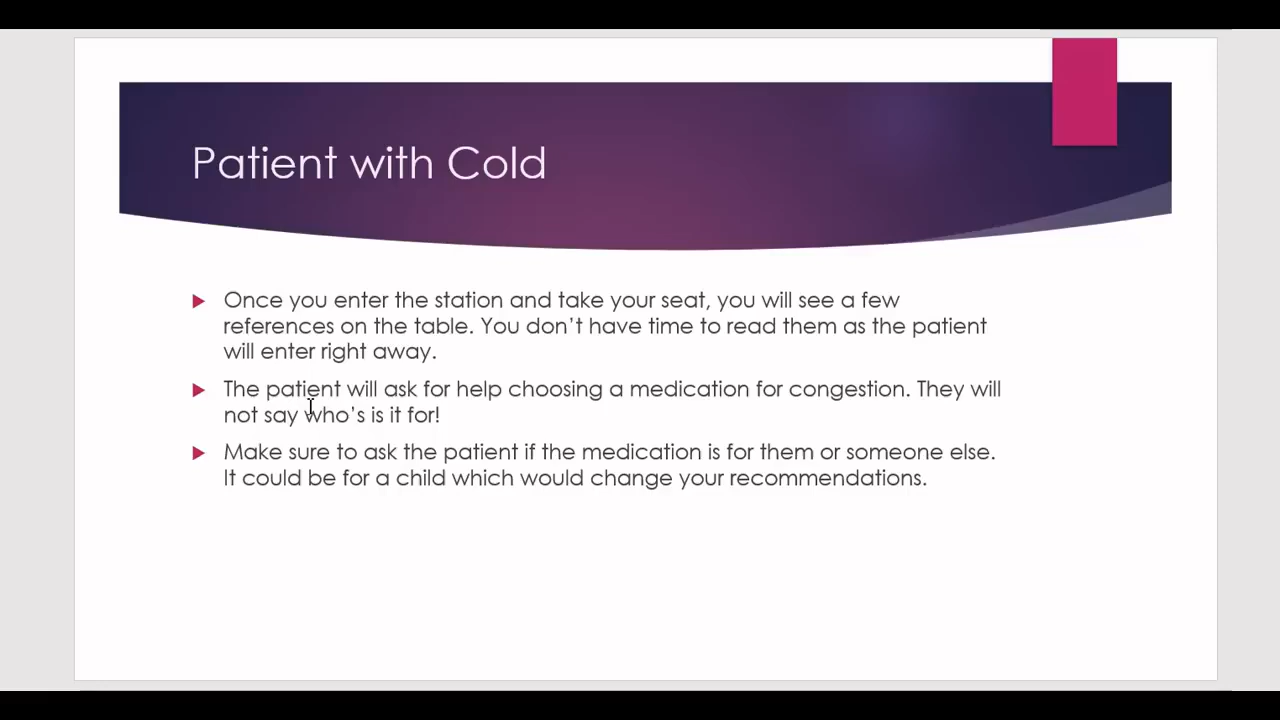 Patient with Cold
Once you enter the station and take your seat, you will see a few
references on the table. You don't have time to read them as the patient
will enter right away.
The patient will ask for help choosing a medication for congestion. They will
not say who's is it for!
Make sure to ask the patient if the medication is for them or someone else.
It could be for a child which would change your recommendations.